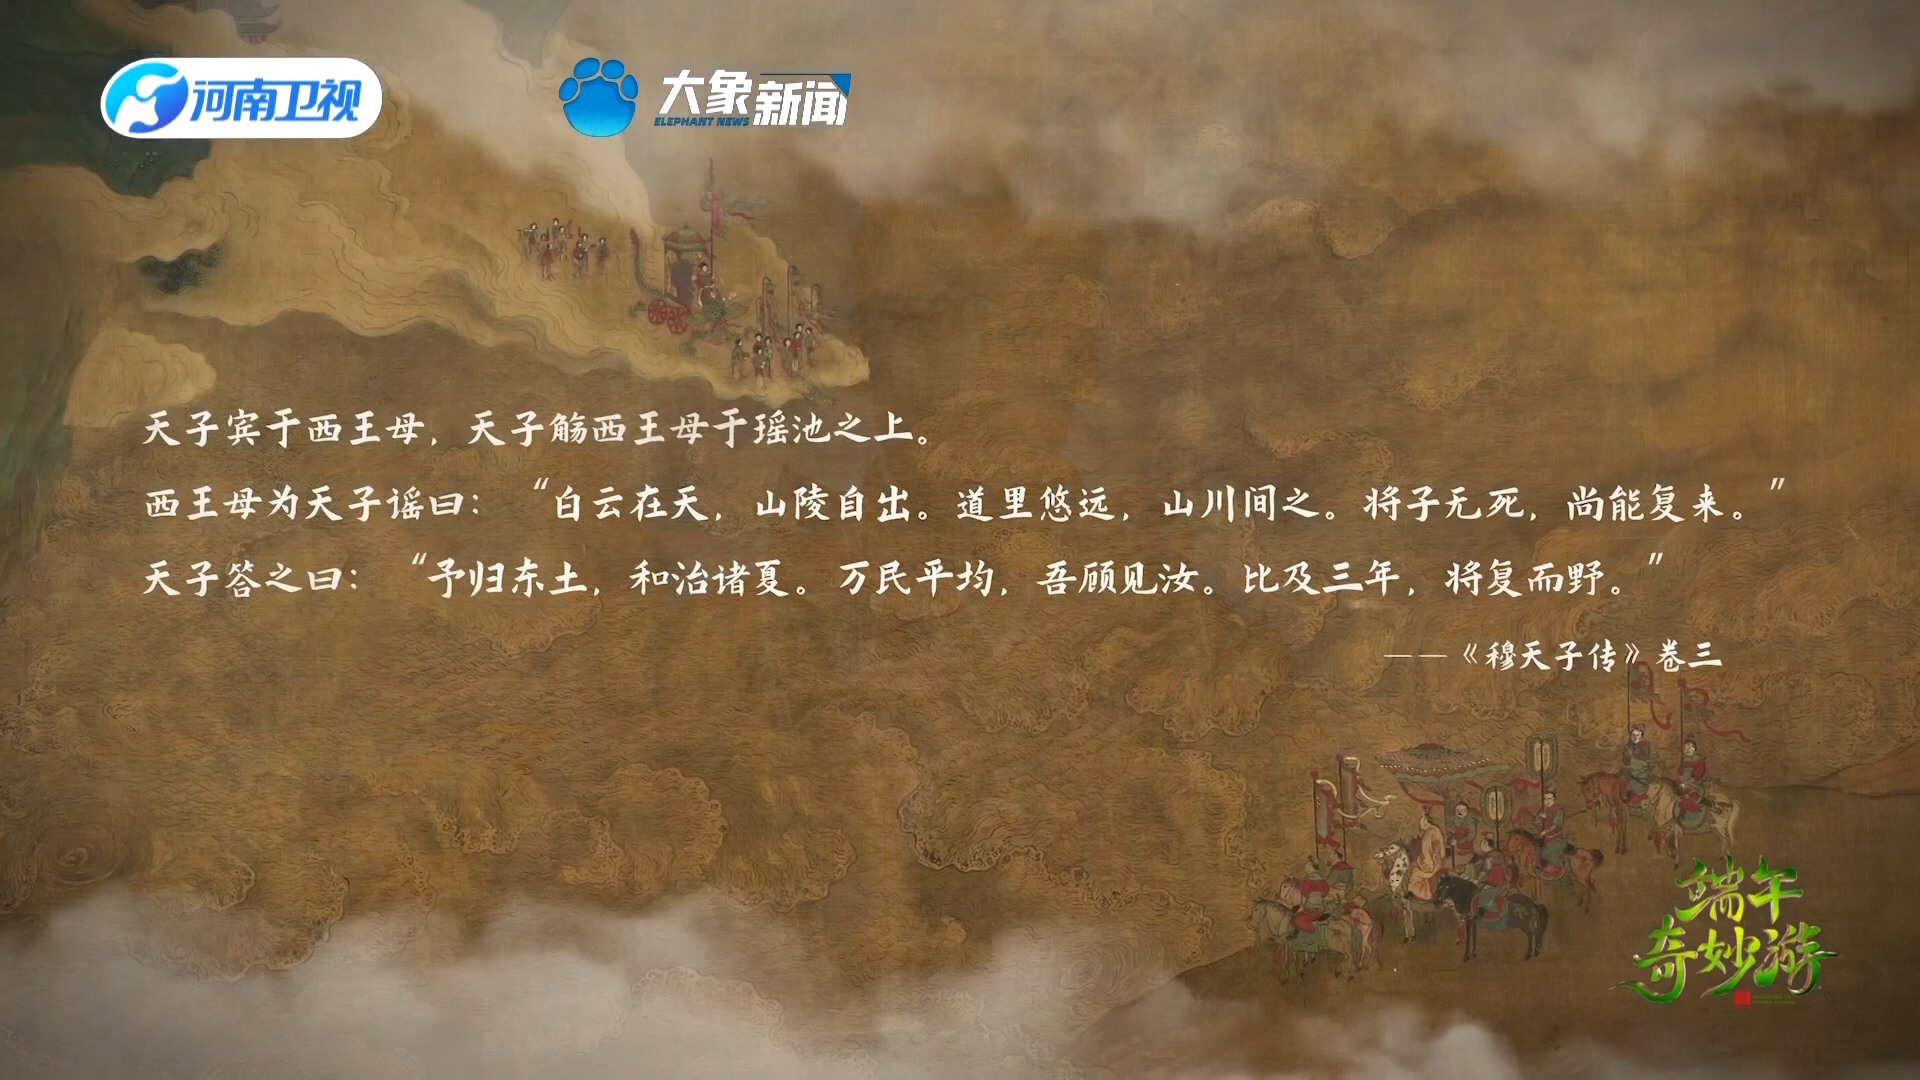 河南卫视
大象新闻
ELEPHANT NEWS
天子宾于西王母，天子觞西王母于瑶池之上。
西王母为天子谣曰：“白云在天，山陵自出。道里悠远，山川间之。将子无死，尚能复来。”
天子答之曰：“予归东土，和治诸夏。万民平均，吾顾见汝。比及三年，将复而野。”
——《穆天子传》卷三
端午
奇妙游